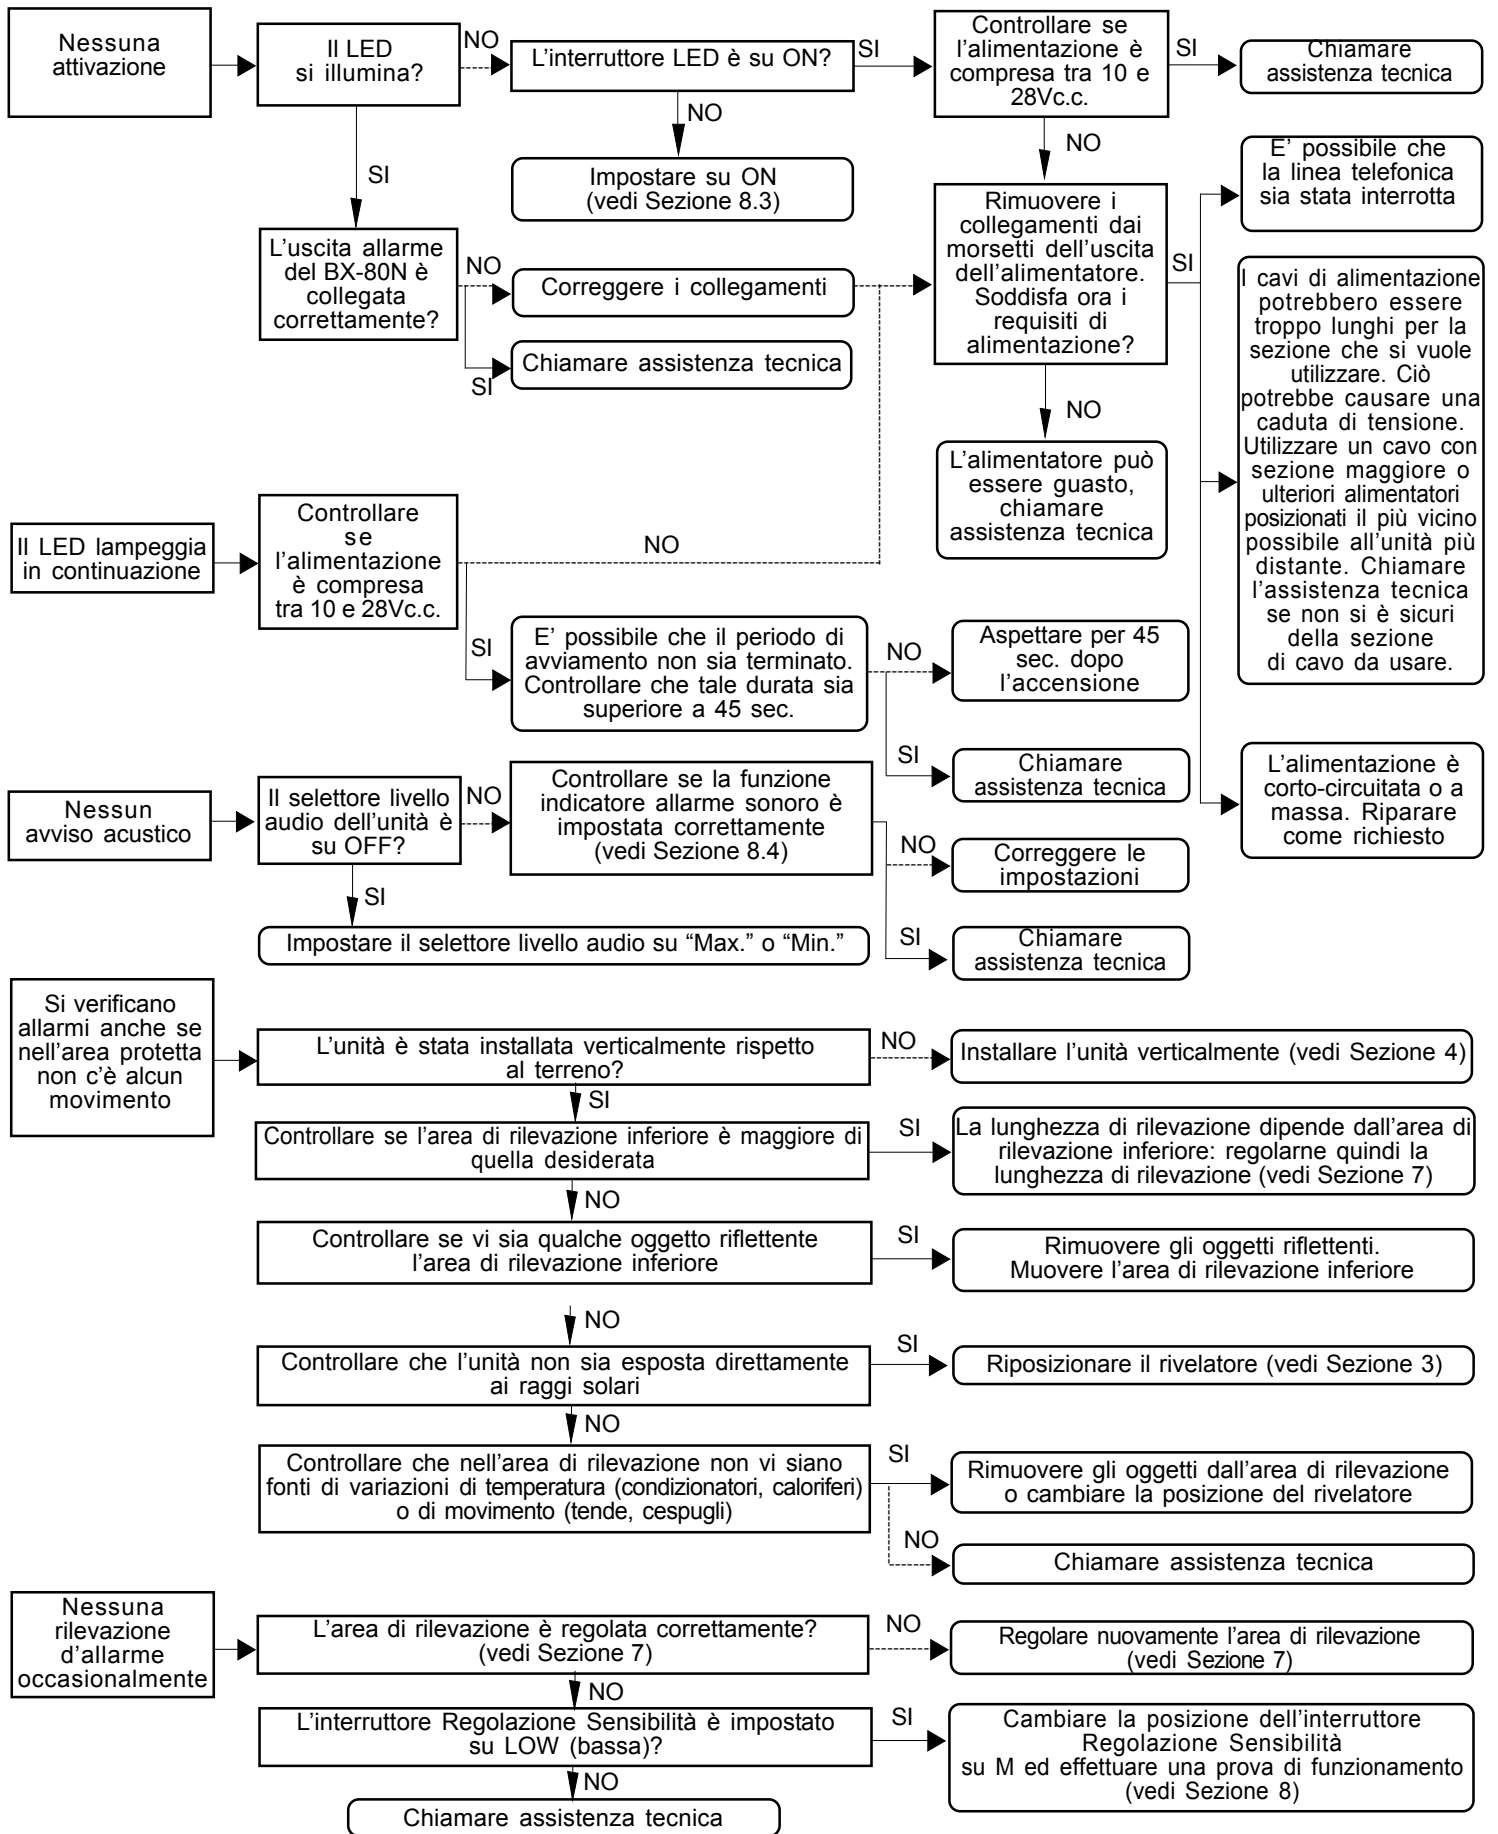 Nessuna
attivazione
Il LED
si illumina?
NO
L'interruttore LED è su ON?
SI
Controllare se
l'alimentazione è
compresa tra 10 e
28Vc.c.
SI
Chiamare
assistenza tecnica
NO
Impostare su ON
(vedi Sezione 8.3)
NO
SI
Rimuovere i
collegamenti dai
morsetti dell'uscita
dell'alimentatore.
Soddisfa ora i
requisiti di
alimentazione?
SI
E' possibile che
la linea telefonica
sia stata interrotta
L'uscita allarme
del BX-80N è
collegata
correttamente?
NO
Correggere i collegamenti
SI
Chiamare assistenza tecnica
I cavi di alimentazione
potrebbero essere
troppo lunghi per la
sezione che si vuole
utilizzare. Ciò
potrebbe causare una
caduta di tensione.
Utilizzare un cavo con
sezione maggiore o
ulteriori alimentatori
posizionati il più vicino
possibile all'unità più
distante. Chiamare
l'assistenza tecnica
se non si è sicuri
della sezione
di cavo da usare.
NO
L'alimentatore può
essere guasto,
chiamare
assistenza tecnica
Il LED lampeggia
in continuazione
Controllare
se
l'alimentazione
è compresa
tra 10 e 28Vc.c.
NO
SI
E' possibile che il periodo di
avviamento non sia terminato.
Controllare che tale durata sia
superiore a 45 sec.
NO
Aspettare per 45
sec. dopo
l'accensione
SI
Chiamare
assistenza tecnica
L'alimentazione è
corto-circuitata o a
massa. Riparare
come richiesto
Nessun
avviso acustico
Il selettore livello
audio dell'unità è
su OFF?
NO
Controllare se la funzione
indicatore allarme sonoro è
impostata correttamente
(vedi Sezione 8.4)
NO
Correggere le
impostazioni
SI
Impostare il selettore livello audio su “Max.” o “Min.”
SI
Chiamare
assistenza tecnica
Si verificano
allarmi anche se
nell'area protetta
non c'è alcun
movimento
L'unità è stata installata verticalmente rispetto
al terreno?
NO
Installare l'unità verticalmente (vedi Sezione 4)
SI
Controllare se l'area di rilevazione inferiore è maggiore di
quella desiderata
SI
La lunghezza di rilevazione dipende dall'area di
rilevazione inferiore: regolarne quindi la
lunghezza di rilevazione (vedi Sezione 7)
NO
Controllare se vi sia qualche oggetto riflettente
l'area di rilevazione inferiore
SI
Rimuovere gli oggetti riflettenti.
Muovere l'area di rilevazione inferiore
NO
Controllare che l'unità non sia esposta direttamente
ai raggi solari
SI
Riposizionare il rivelatore (vedi Sezione 3)
NO
Controllare che nell'area di rilevazione non vi siano
fonti di variazioni di temperatura (condizionatori, caloriferi)
o di movimento (tende, cespugli)
SI
Rimuovere gli oggetti dall'area di rilevazione
o cambiare la posizione del rivelatore
NO
Chiamare assistenza tecnica
Nessuna
rilevazione
d'allarme
occasionalmente
L'area di rilevazione è regolata correttamente?
(vedi Sezione 7)
NO
Regolare nuovamente l'area di rilevazione
(vedi Sezione 7)
NO
L'interruttore Regolazione Sensibilità è impostato
su LOW (bassa)?
SI
Cambiare la posizione dell'interruttore
Regolazione Sensibilità
su M ed effettuare una prova di funzionamento
(vedi Sezione 8)
NO
Chiamare assistenza tecnica